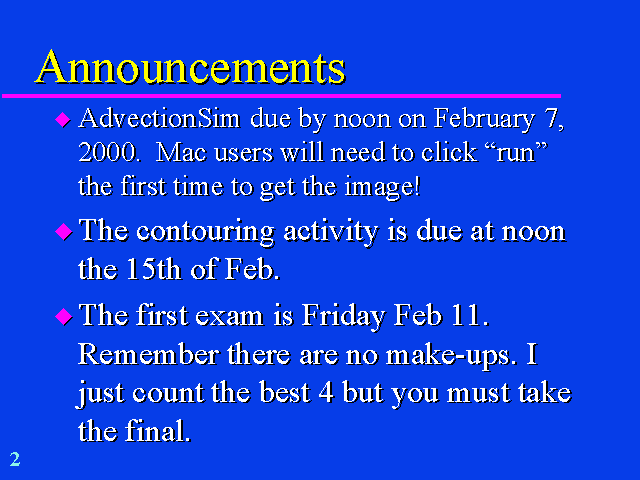 Announcements
◆ AdvectionSim due by noon on February 7,
2000.  Mac users will need to click “run”
the first time to get the image!
◆ The contouring activity is due at noon
the 15th of Feb.
◆ The first exam is Friday Feb 11.
Remember there are no make-ups. I
just count the best 4 but you must take
the final.
2